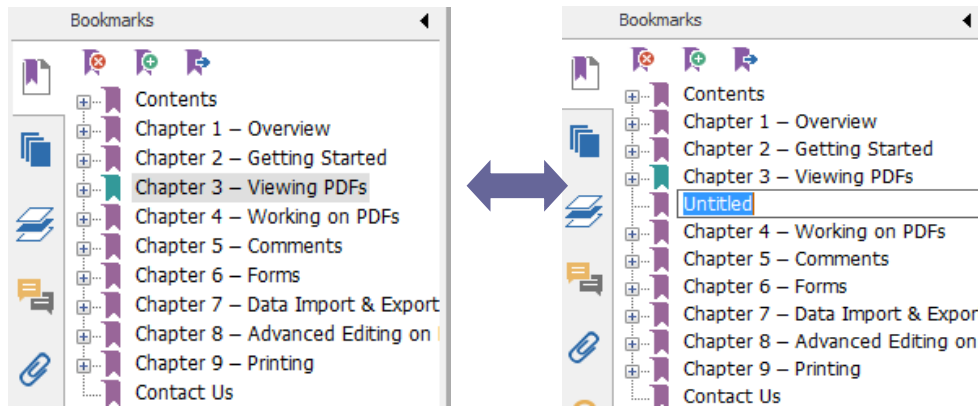 Bookmarks
Contents
Chapter 1 – Overview
Chapter 2 – Getting Started
Chapter 3 – Viewing PDFs
Chapter 4 – Working on PDFs
Chapter 5 – Comments
Chapter 6 – Forms
Chapter 7 – Data Import & Export
Chapter 8 – Advanced Editing on
Chapter 9 – Printing
Contact Us
Bookmarks
Contents
Chapter 1 – Overview
Chapter 2 – Getting Started
Chapter 3 – Viewing PDFs
Untitled
Chapter 4 – Working on PDFs
Chapter 5 – Comments
Chapter 6 – Forms
Chapter 7 – Data Import & Expor
Chapter 8 – Advanced Editing on
Chapter 9 – Printing
Contact Us